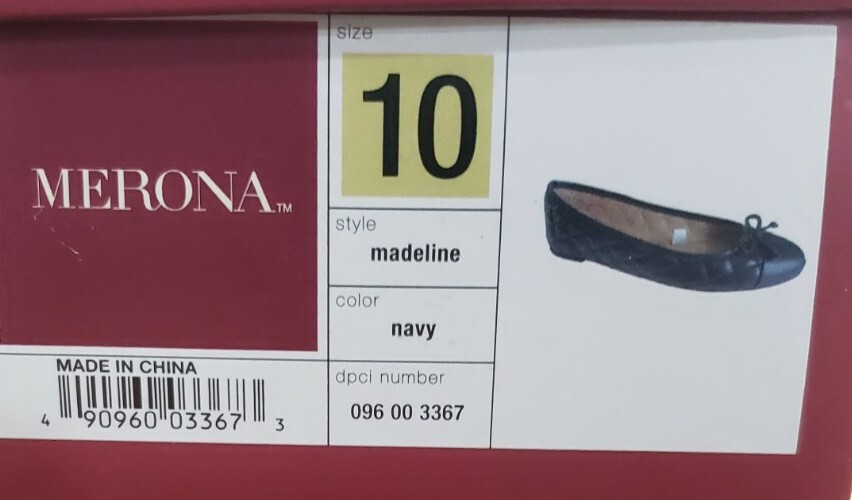 MERONA™
size
10
style
madeline
color
navy
dpci number
096 00 3367
MADE IN CHINA
4 90960 03367 3